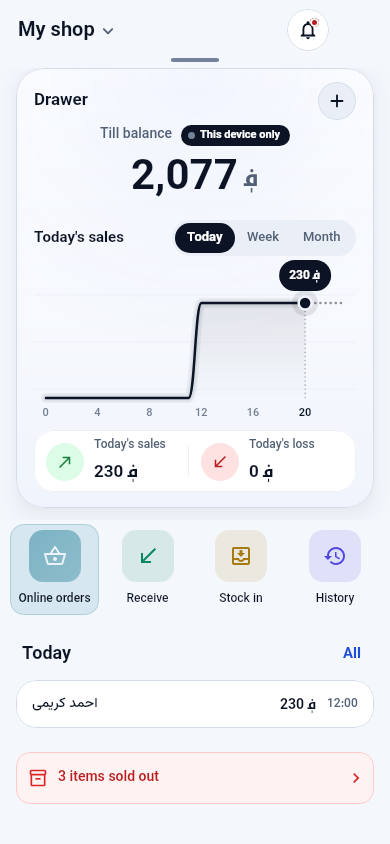 My shop
Drawer
Till balance This device only
2,077 ؋
Today's sales Today Week Month
230 ؋
0 4 8 12 16 20
Today's sales Today's loss
230 ؋ 0 ؋
Online orders Receive Stock in History
Today All
احمد کریمی 230 ؋ 12:00
3 items sold out